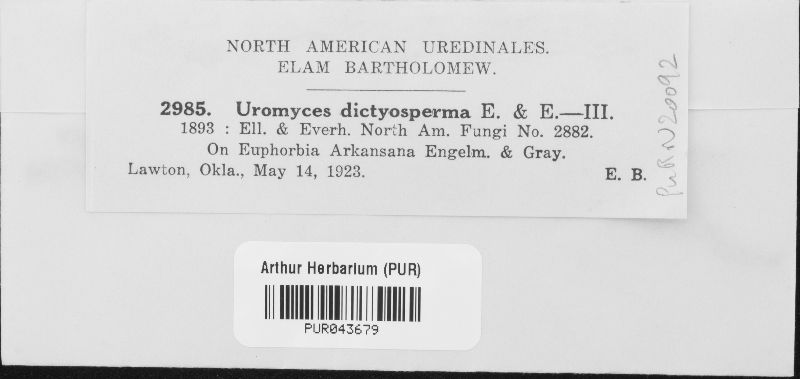 NORTH AMERICAN UREDINALES.
ELAM BARTHOLOMEW.
2985. Uromyces dictyosperma E. & E.—III.
1893 : Ell. & Everh. North Am. Fungi No. 2882.
On Euphorbia Arkansana Engelm. & Gray.
Lawton, Okla., May 14, 1923. E. B.
PUR N20092
Arthur Herbarium (PUR)
PUR043679